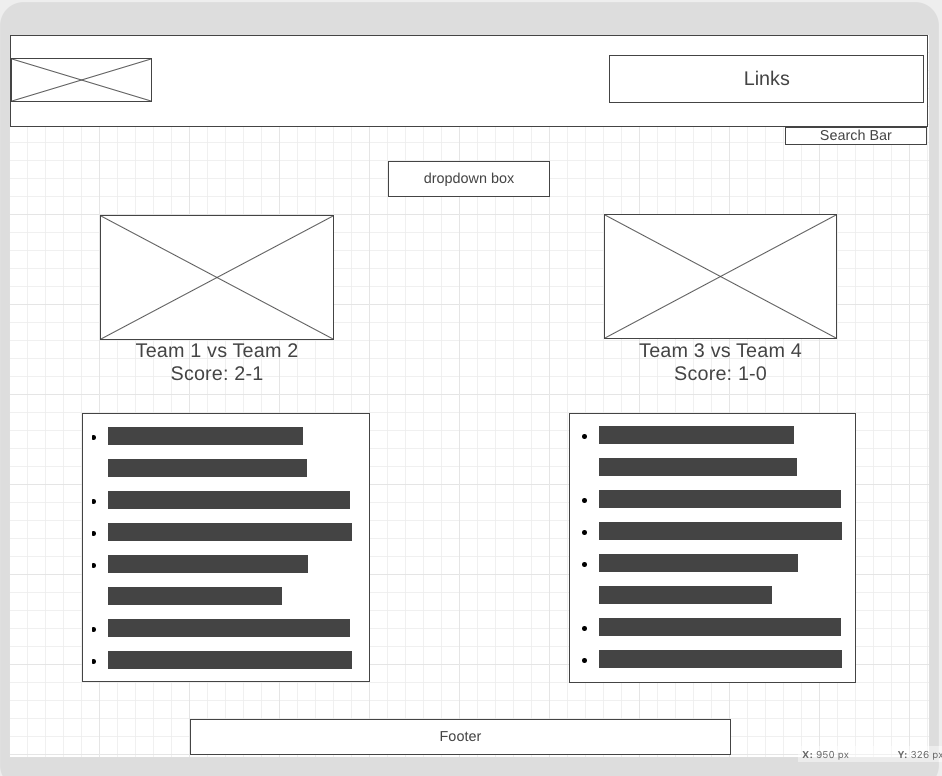 Links
Search Bar
dropdown box
Team 1 vs Team 2
Score: 2-1
Team 3 vs Team 4
Score: 1-0
Footer
X: 950 px Y: 326 px